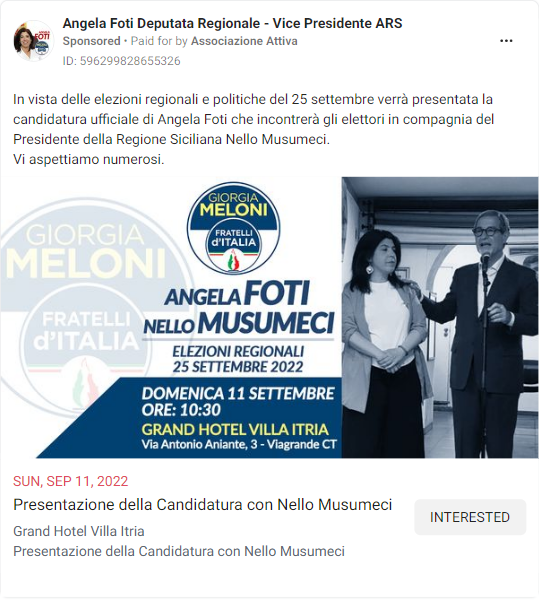 Angela Foti Deputata Regionale - Vice Presidente ARS
Sponsored • Paid for by Associazione Attiva
ID: 596299828655326
In vista delle elezioni regionali e politiche del 25 settembre verrà presentata la
candidatura ufficiale di Angela Foti che incontrerà gli elettori in compagnia del
Presidente della Regione Siciliana Nello Musumeci.
Vi aspettiamo numerosi.
GIORGIA
MELONI
FRATELLI
d'ITALIA
GIORGIA
MELONI
FRATELLI
d'ITALIA
ANGELA FOTI
NELLO MUSUMECI
ELEZIONI REGIONALI
25 SETTEMBRE 2022
DOMENICA 11 SETTEMBRE
ORE: 10:30
GRAND HOTEL VILLA ITRIA
Via Antonio Aniante, 3 - Viagrande CT
SUN, SEP 11, 2022
Presentazione della Candidatura con Nello Musumeci
INTERESTED
Grand Hotel Villa Itria
Presentazione della Candidatura con Nello Musumeci